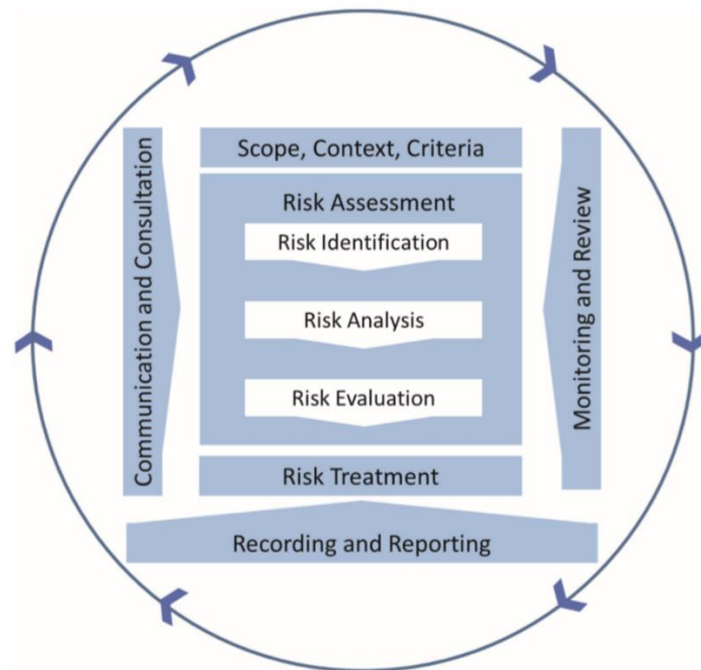 Scope, Context, Criteria
Risk Assessment
Risk Identification
Risk Analysis
Risk Evaluation
Risk Treatment
Communication and Consultation
Monitoring and Review
Recording and Reporting